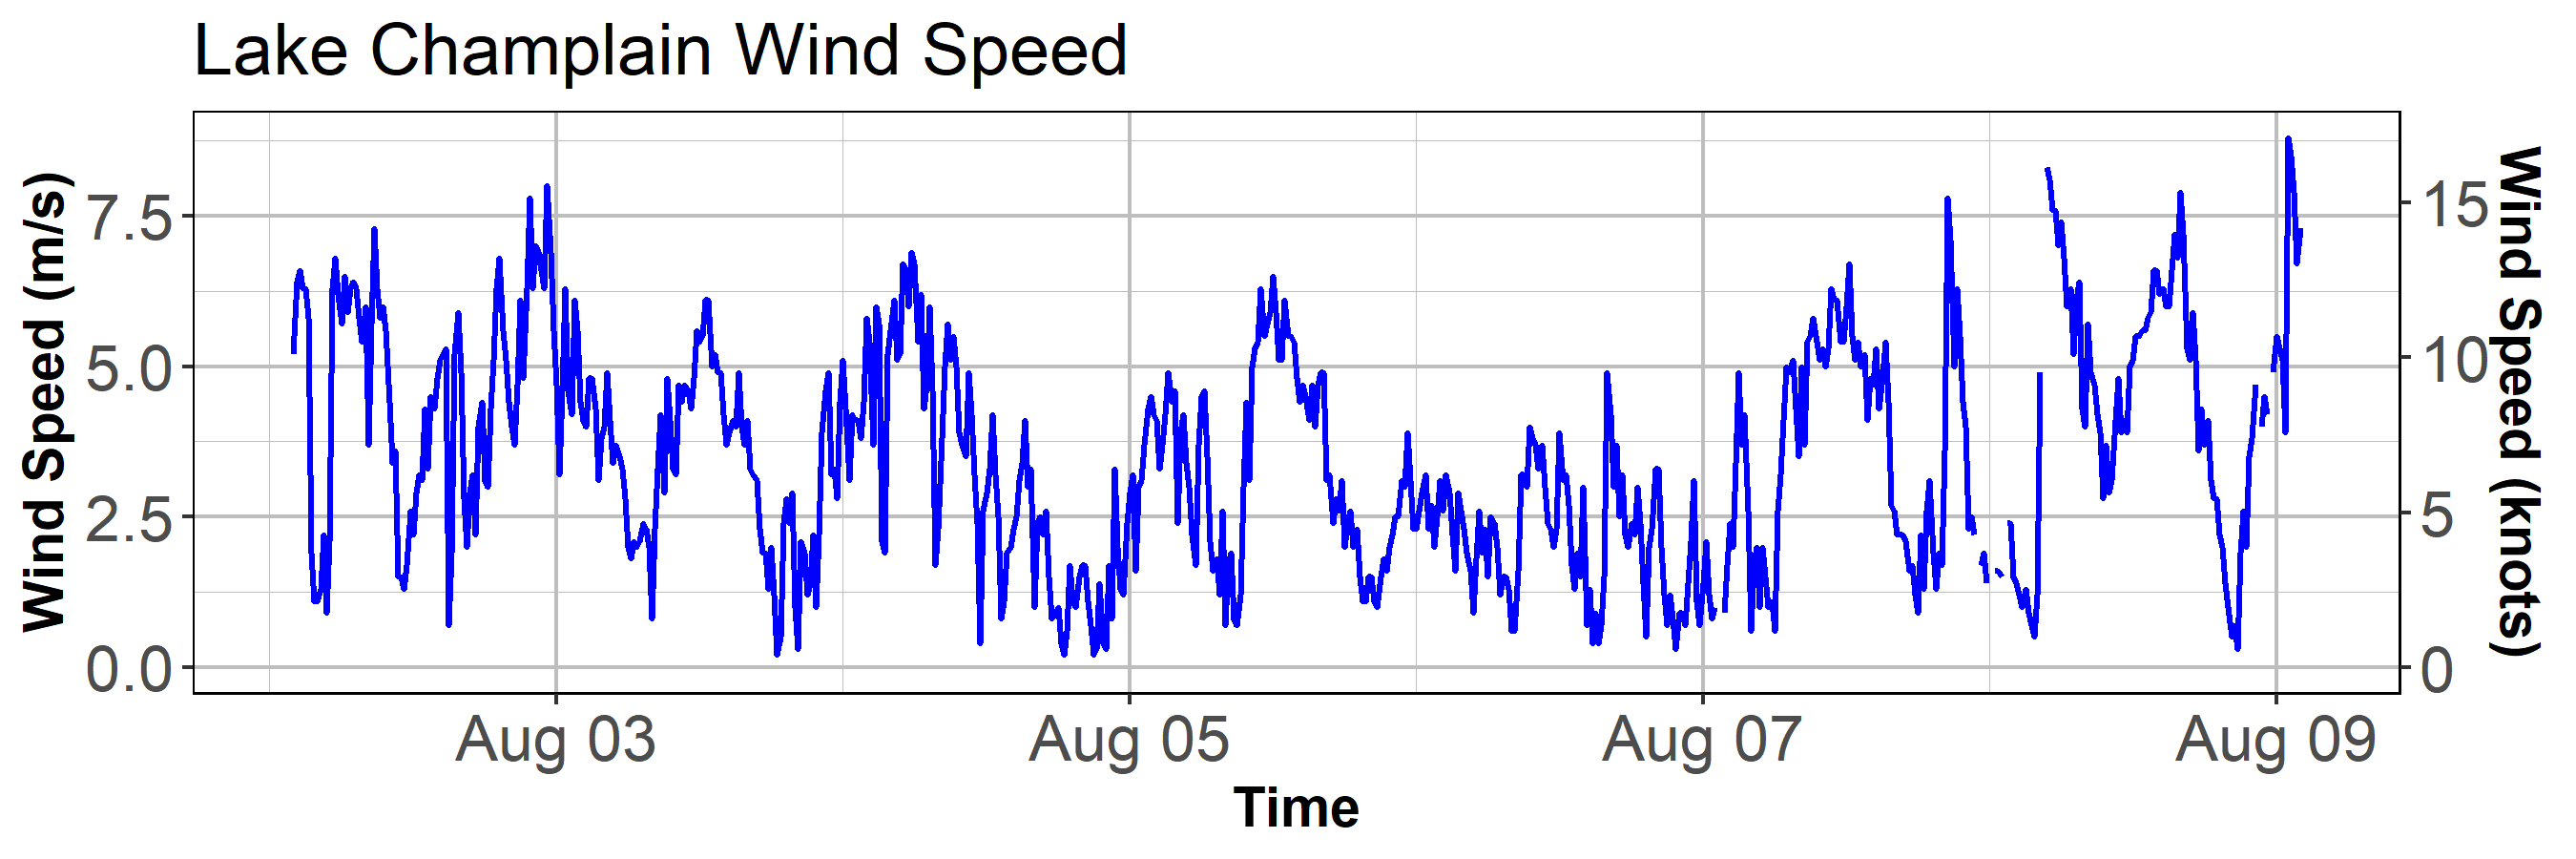 Lake Champlain Wind Speed
Wind Speed (m/s)
7.5
5.0
2.5
0.0
15
10
5
0
Wind Speed (knots)
Aug 03
Aug 05
Aug 07
Aug 09
Time